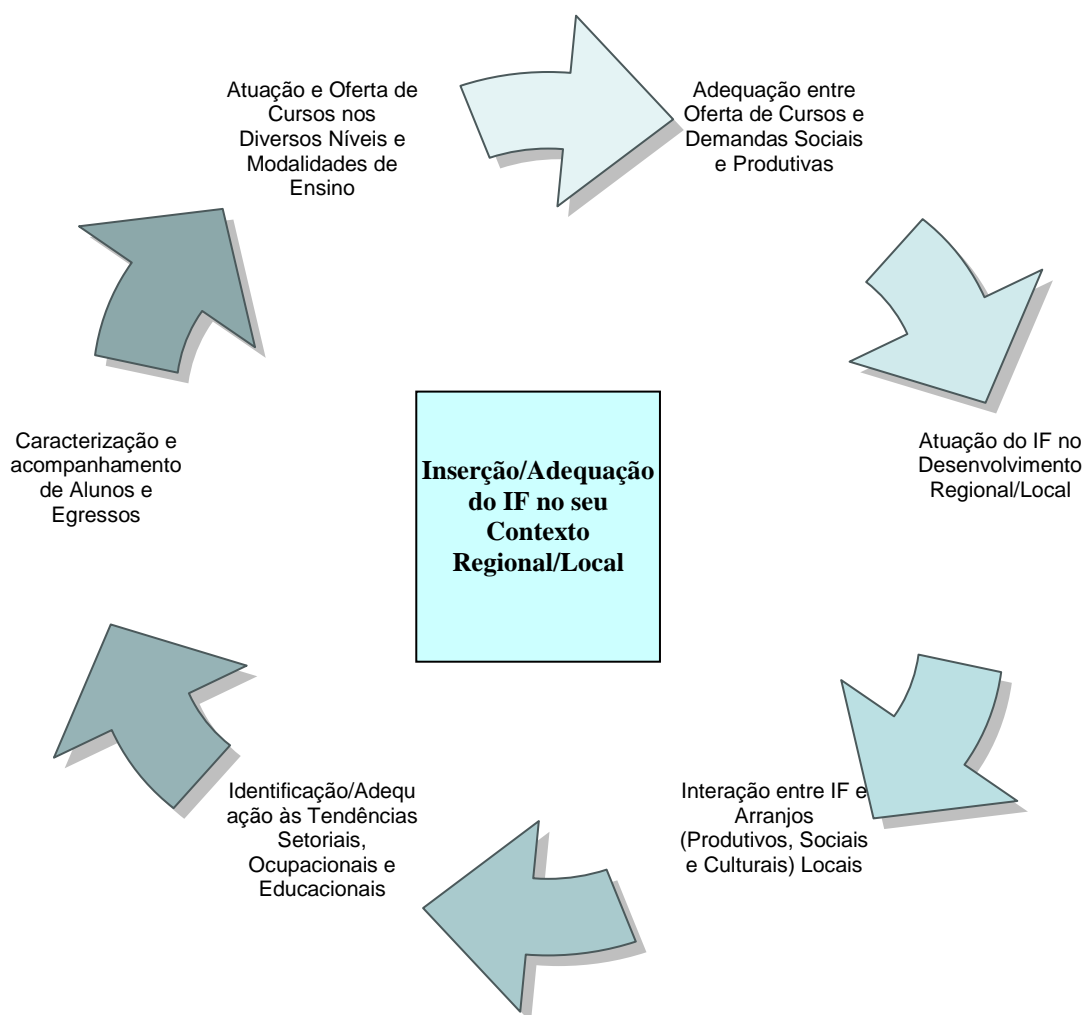 Atuação e Oferta de
Cursos nos
Diversos Níveis e
Modalidades de
Ensino
Adequação entre
Oferta de Cursos e
Demandas Sociais
e Produtivas
Atuação do IF no
Desenvolvimento
Regional/Local
Interação entre IF e
Arranjos
(Produtivos, Sociais
e Culturais) Locais
Identificação/Adequ
ação às Tendências
Setoriais,
Ocupacionais e
Educacionais
Caracterização e
acompanhamento
de Alunos e
Egressos
Inserção/Adequação
do IF no seu
Contexto
Regional/Local